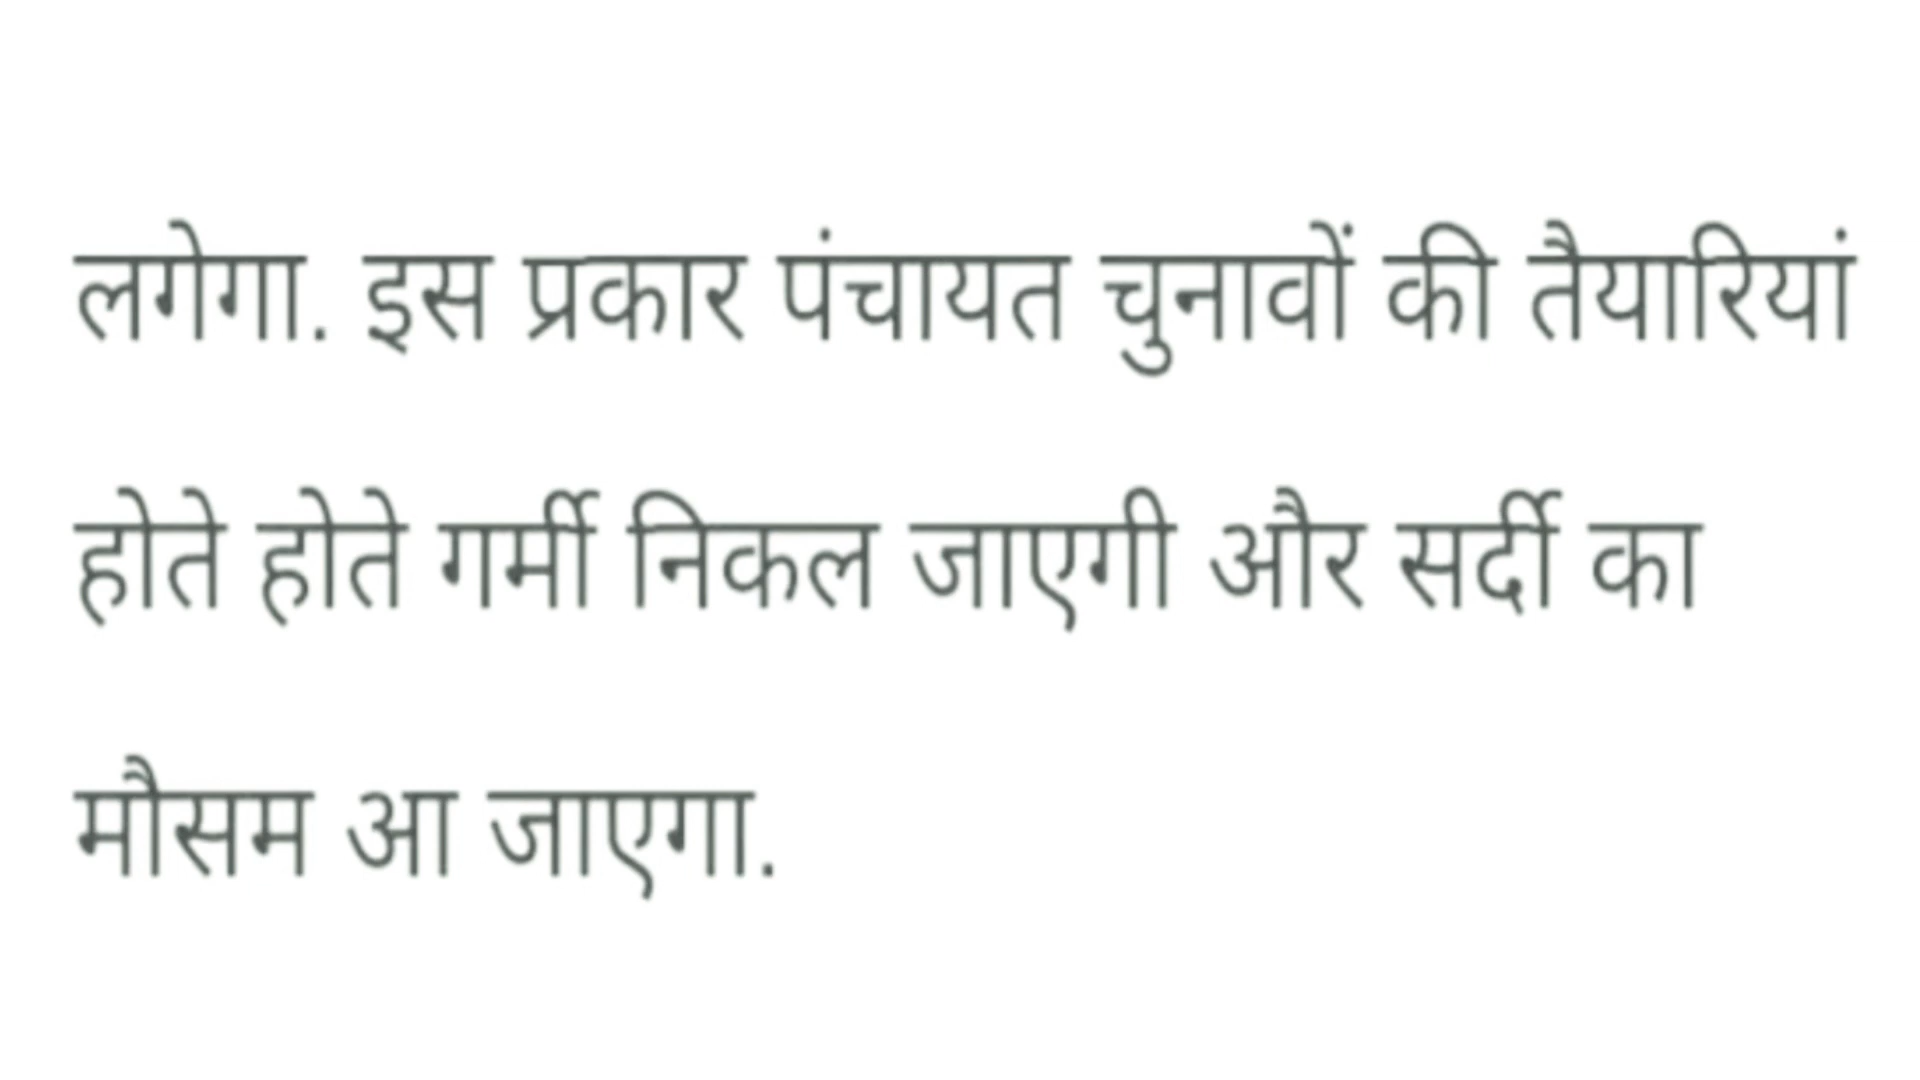 लगेगा. इस प्रकार पंचायत चुनावों की तैयारियां
होते होते गर्मी निकल जाएगी और सर्दी का
मौसम आ जाएगा.